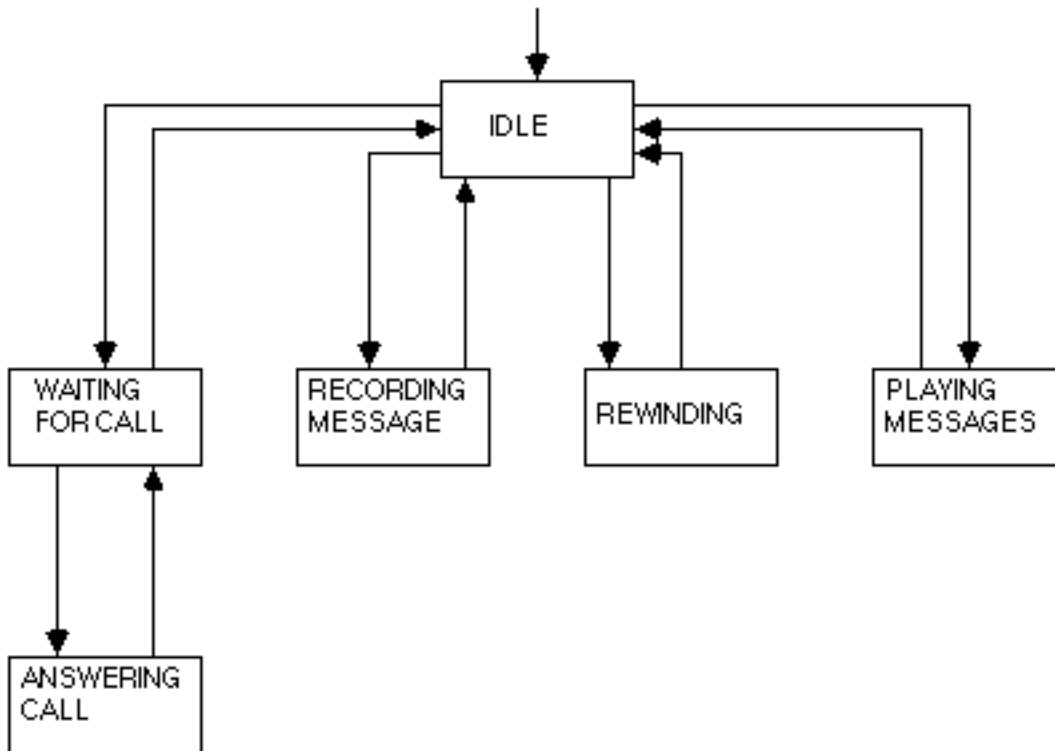 IDLE
WAITING
FOR CALL
RECORDING
MESSAGE
REWINDING
PLAYING
MESSAGES
ANSWERING
CALL